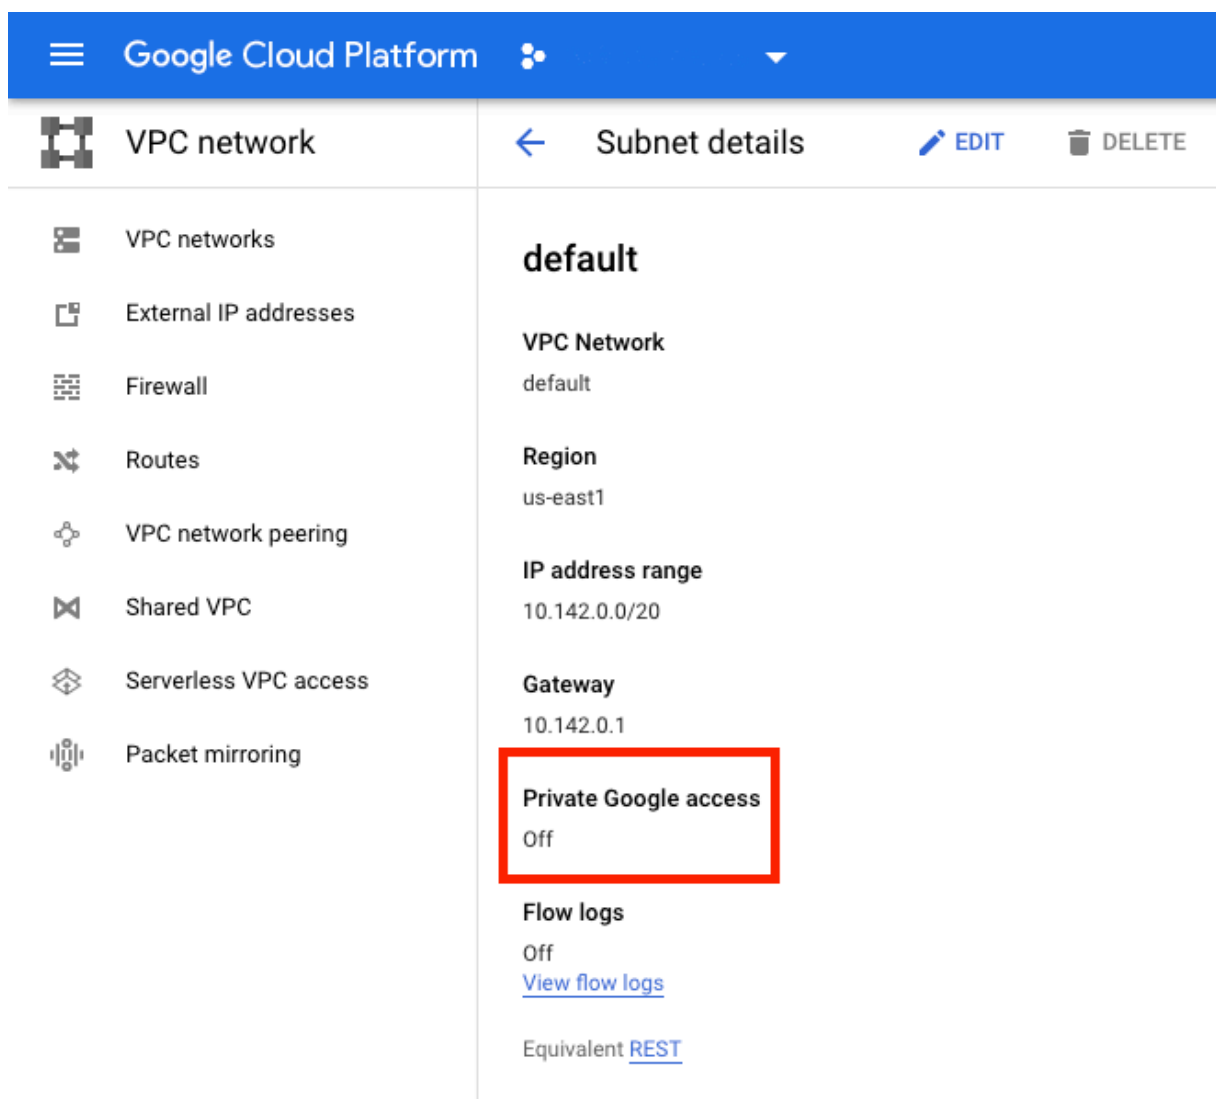 Google Cloud Platform
VPC network
Subnet details
EDIT
DELETE
VPC networks
External IP addresses
Firewall
Routes
VPC network peering
Shared VPC
Serverless VPC access
Packet mirroring
default
VPC Network
default
Region
us-east1
IP address range
10.142.0.0/20
Gateway
10.142.0.1
Private Google access
Off
Flow logs
Off
View flow logs
Equivalent REST